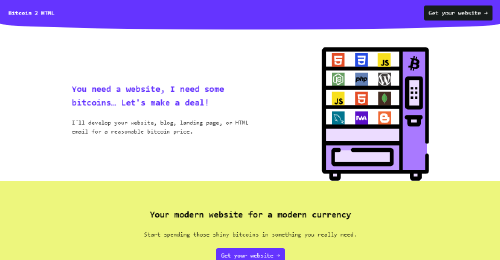 Bitcoin 2 HTML
Get your website →
You need a website, I need some
bitcoins… Let's make a deal!
I'll develop your website, blog, landing page, or HTML
email for a reasonable bitcoin price.
JS
php
JS
PWA
Your modern website for a modern currency
Start spending those shiny bitcoins in something you really need.
Get your website →